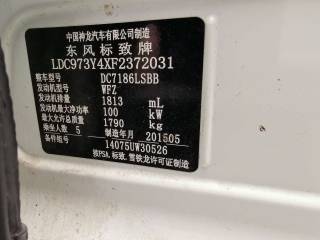 中国神龙汽车有限公司制造
东风标致牌
LDC973Y4XF2372031
整车型号 DC7186LSBB
发动机型号 WFZ
发动机排量 1813 mL
发动机最大净功率 100 kW
最大允许总质量 1790 kg
乘坐人数 5 制造年月 201505
备件组号 14075UW30526
按PSA,标致,雪铁龙许可证制造